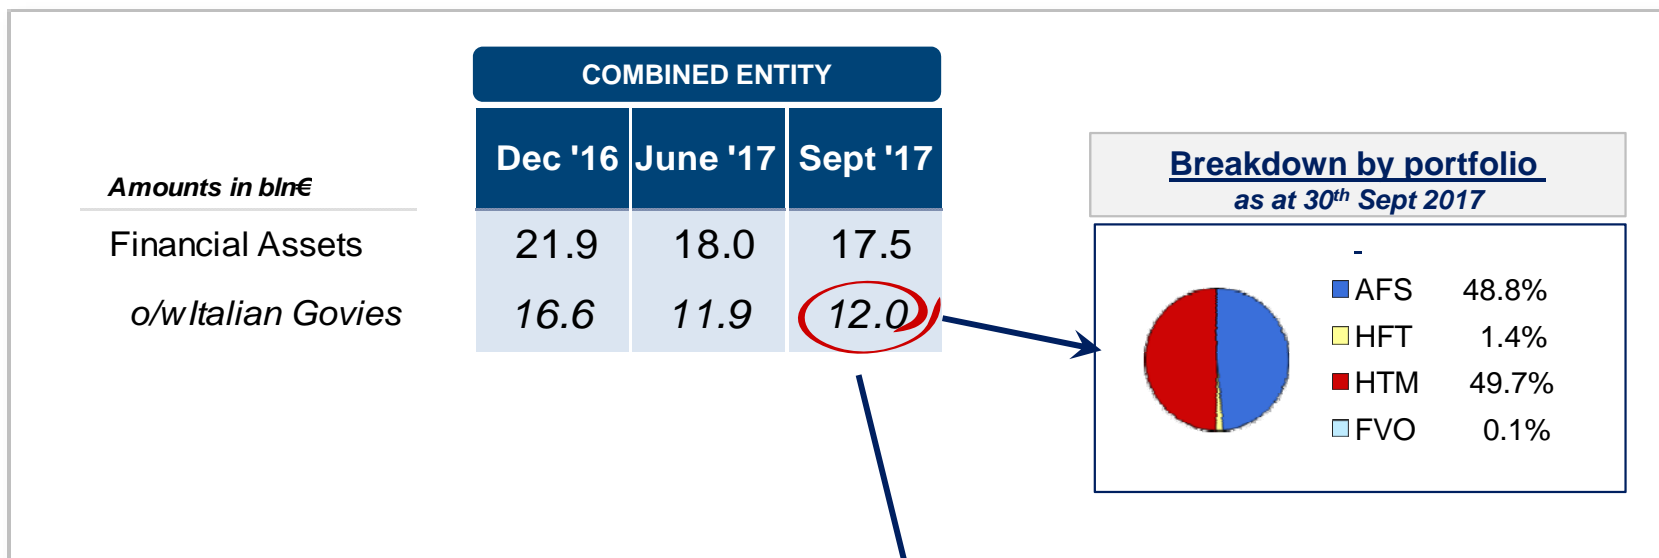 COMBINED ENTITY
Amounts in bln€ Dec '16 June '17 Sept '17
Financial Assets 21.9 18.0 17.5
o/w Italian Govies 16.6 11.9 12.0
Breakdown by portfolio
as at 30th Sept 2017
-
AFS 48.8%
HFT 1.4%
HTM 49.7%
FVO 0.1%